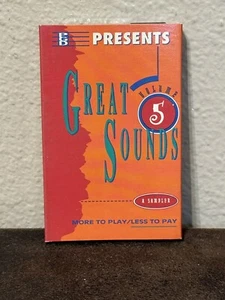 PRESENTS
GREAT
VOLUME
5
SOUNDS
A SAMPLER
MORE TO PLAY/LESS TO PAY